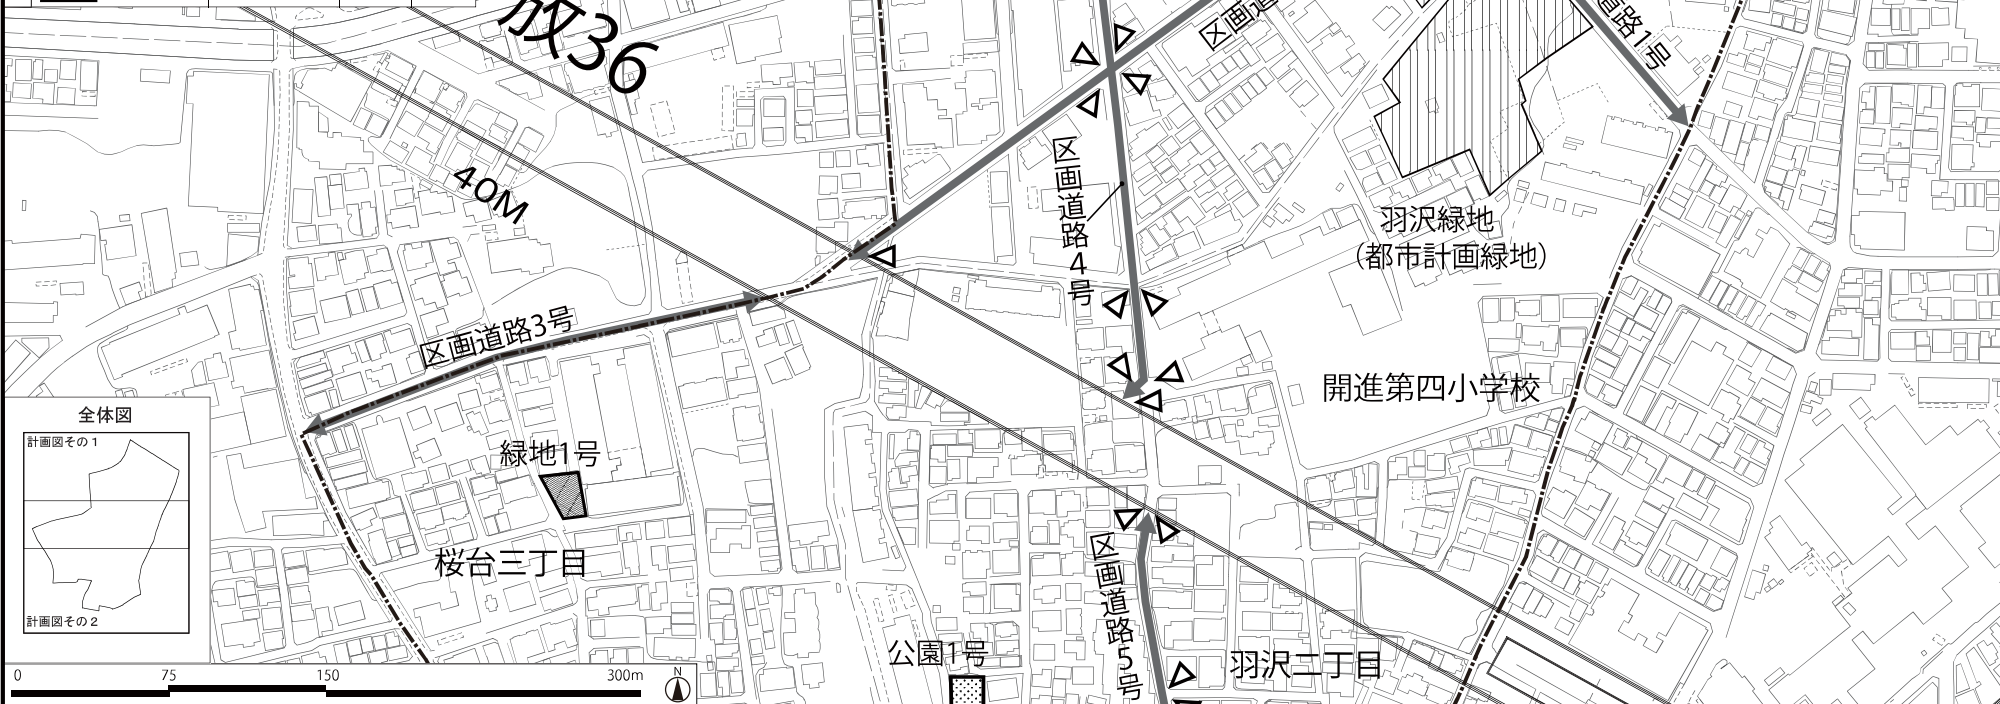 放36
区画道
道路1号
40M
区画道路4号
羽沢緑地
(都市計画緑地)
区画道路3号
開進第四小学校
全体図
計画図その1
計画図その2
緑地1号
桜台三丁目
区画道路5号
公園1号
羽沢二丁目
0 75 150 300m
N